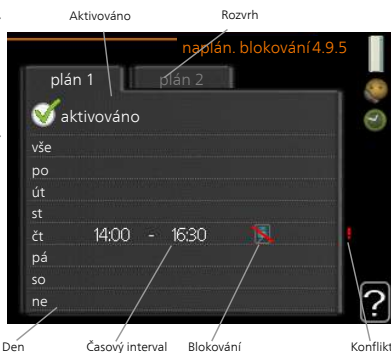 Aktivováno Rozvrh
naplán. blokování 4.9.5
plán 1 plán 2
aktivováno
vše
po
út
st
čt 14:00 - 16:30 !
pá
so
ne
?
Den Časový interval Blokování Konflikt